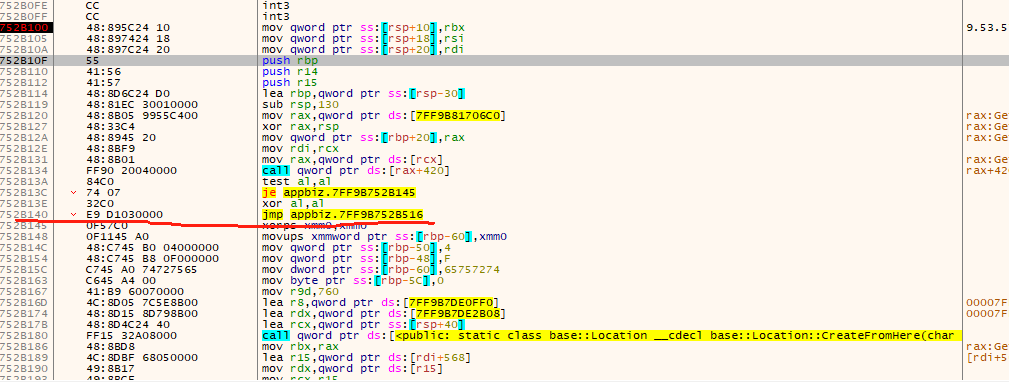 752B0FE CC int3
752B0FF CC int3
752B100 48:895C24 10 mov qword ptr ss:[rsp+10],rbx 9.53.5
752B105 48:897424 18 mov qword ptr ss:[rsp+18],rsi
752B10A 48:897C24 20 mov qword ptr ss:[rsp+20],rdi
752B10F 55 push rbp
752B110 41:56 push r14
752B112 41:57 push r15
752B114 48:8D6C24 D0 lea rbp,qword ptr ss:[rsp-30]
752B119 48:81EC 30010000 sub rsp,130
752B120 48:8B05 9955C400 mov rax,qword ptr ds:[7FF9B81706C0] rax:Ge
752B127 48:33C4 xor rax,rsp rax:Ge
752B12A 48:8945 20 mov qword ptr ss:[rbp+20],rax rax:Ge
752B12E 48:8BF9 mov rdi,rcx
752B131 48:8B01 mov rax,qword ptr ds:[rcx] rax:Ge
752B134 FF90 20040000 call qword ptr ds:[rax+420] rax+42
752B13A 84C0 test al,al
752B13C 74 07 je appbiz.7FF9B752B145
752B13E 32C0 xor al,al
752B140 E9 D1030000 jmp appbiz.7FF9B752B516
752B145 0F57C0 xorps xmm0,xmm0
752B148 0F1145 A0 movups xmmword ptr ss:[rbp-60],xmm0
752B14C 48:C745 B0 04000000 mov qword ptr ss:[rbp-50],4
752B154 48:C745 B8 0F000000 mov qword ptr ss:[rbp-48],F
752B15C C745 A0 74727565 mov dword ptr ss:[rbp-60],65757274
752B163 C645 A4 00 mov byte ptr ss:[rbp-5C],0
752B167 41:B9 60070000 mov r9d,760
752B16D 4C:8D05 7C5E8B00 lea r8,qword ptr ds:[7FF9B7DE0FF0] 00007F
752B174 48:8D15 8D798B00 lea rdx,qword ptr ds:[7FF9B7DE2B08] 00007F
752B17B 48:8D4C24 40 lea rcx,qword ptr ss:[rsp+40]
752B180 FF15 32A08000 call qword ptr ds:[<public: static class base::Location __cdecl base::Location::CreateFromHere(char
752B186 48:8BD8 mov rbx,rax rax:Ge
752B189 4C:8DBF 68050000 lea r15,qword ptr ds:[rdi+568] [rdi+5
752B190 49:8B17 mov rdx,qword ptr ds:[r15]
752B193 49:8BCF mov rcx,r15